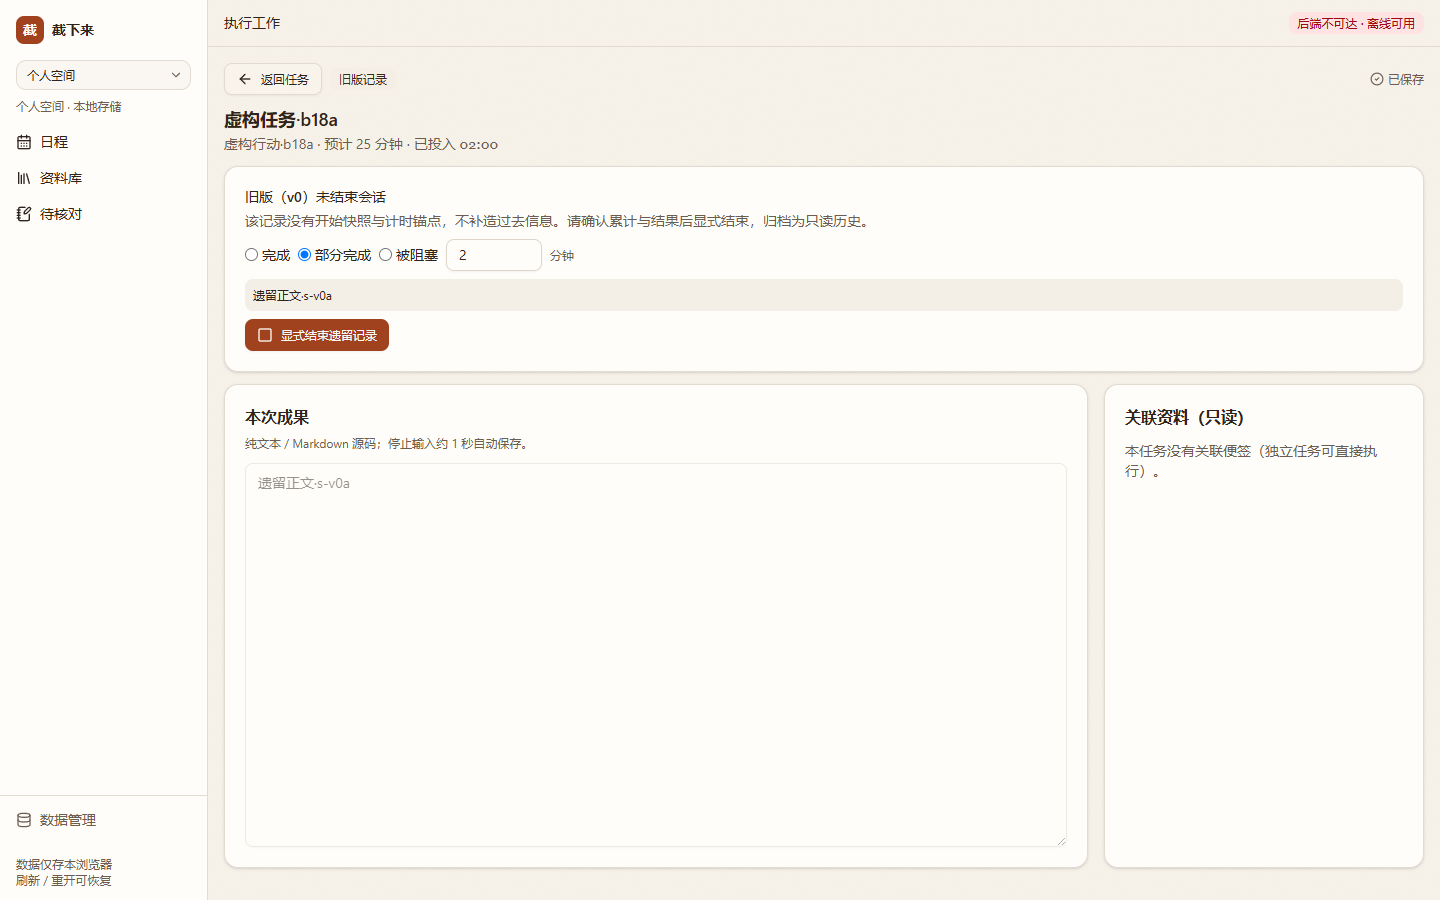 截 截下来
个人空间
个人空间 · 本地存储
日程
资料库
待核对
数据管理
数据仅存本浏览器
刷新 / 重开可恢复
执行工作
后端不可达 · 离线可用
返回任务
旧版记录
已保存
虚构任务·b18a
虚构行动·b18a · 预计 25 分钟 · 已投入 02:00
旧版（v0）未结束会话
该记录没有开始快照与计时锚点，不补造过去信息。请确认累计与结果后显式结束，归档为只读历史。
完成 部分完成 被阻塞 2 分钟
遗留正文·s-v0a
显式结束遗留记录
本次成果
纯文本 / Markdown 源码；停止输入约 1 秒自动保存。
遗留正文·s-v0a
关联资料（只读）
本任务没有关联便签（独立任务可直接执
行）。